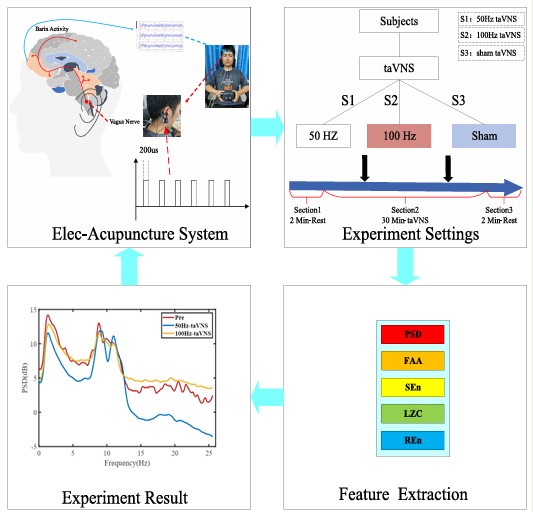 Barin Activity
Vagus Nerve
200us
Elec-Acupuncture System
Subjects
S1: 50Hz taVNS
S2: 100Hz taVNS
S3: sham taVNS
taVNS
S1
S2
S3
50 HZ
100 Hz
Sham
Section1
2 Min-Rest
Section2
30 Min-taVNS
Section3
2 Min-Rest
Experiment Settings
15
10
5
0
-5
PSD(dB)
0
5
10
15
20
25
Frequency(Hz)
Pre
50Hz-taVNS
100Hz-taVNS
Experiment Result
PSD
FAA
SEn
LZC
REn
Feature Extraction